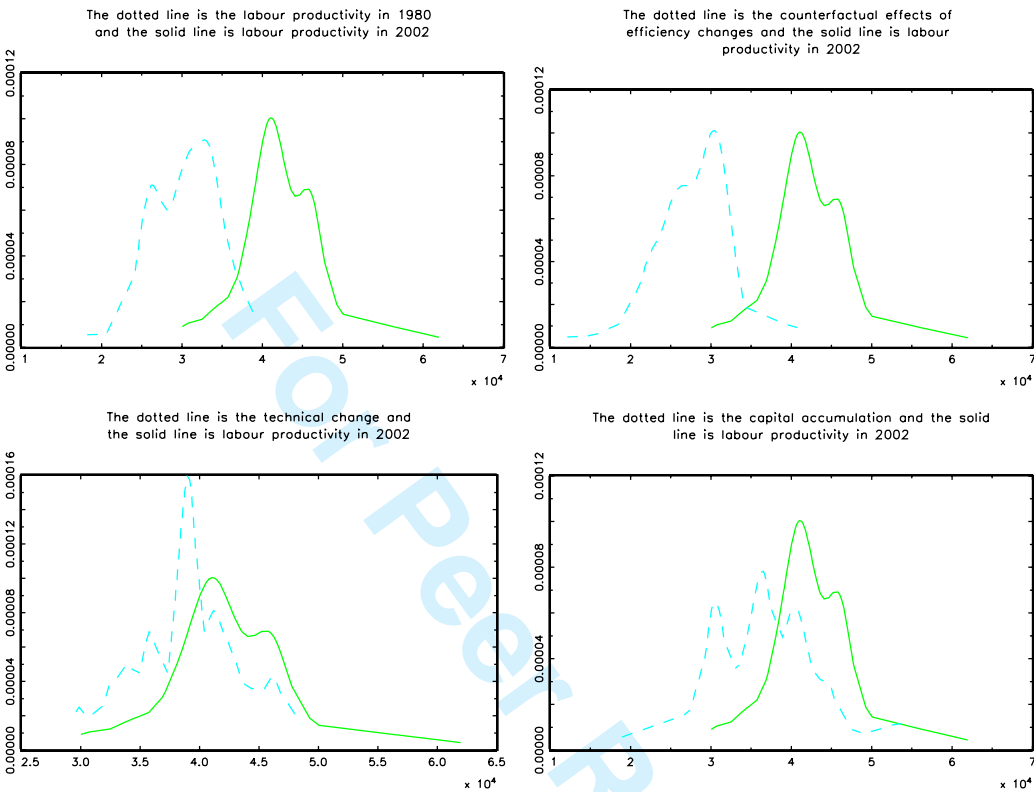 The dotted line is the labour productivity in 1980
and the solid line is labour productivity in 2002
0.00000 0.00004 0.00008 0.00012
1 2 3 4 5 6 7
x 10⁴
The dotted line is the counterfactual effects of
efficiency changes and the solid line is labour
productivity in 2002
0.00000 0.00004 0.00008 0.00012
1 2 3 4 5 6 7
x 10⁴
The dotted line is the technical change and
the solid line is labour productivity in 2002
0.00000 0.00004 0.00008 0.00012 0.00016
2.5 3.0 3.5 4.0 4.5 5.0 5.5 6.0 6.5
x 10⁴
The dotted line is the capital accumulation and the solid
line is labour productivity in 2002
0.00000 0.00004 0.00008 0.00012
1 2 3 4 5 6 7
x 10⁴
For Peer R